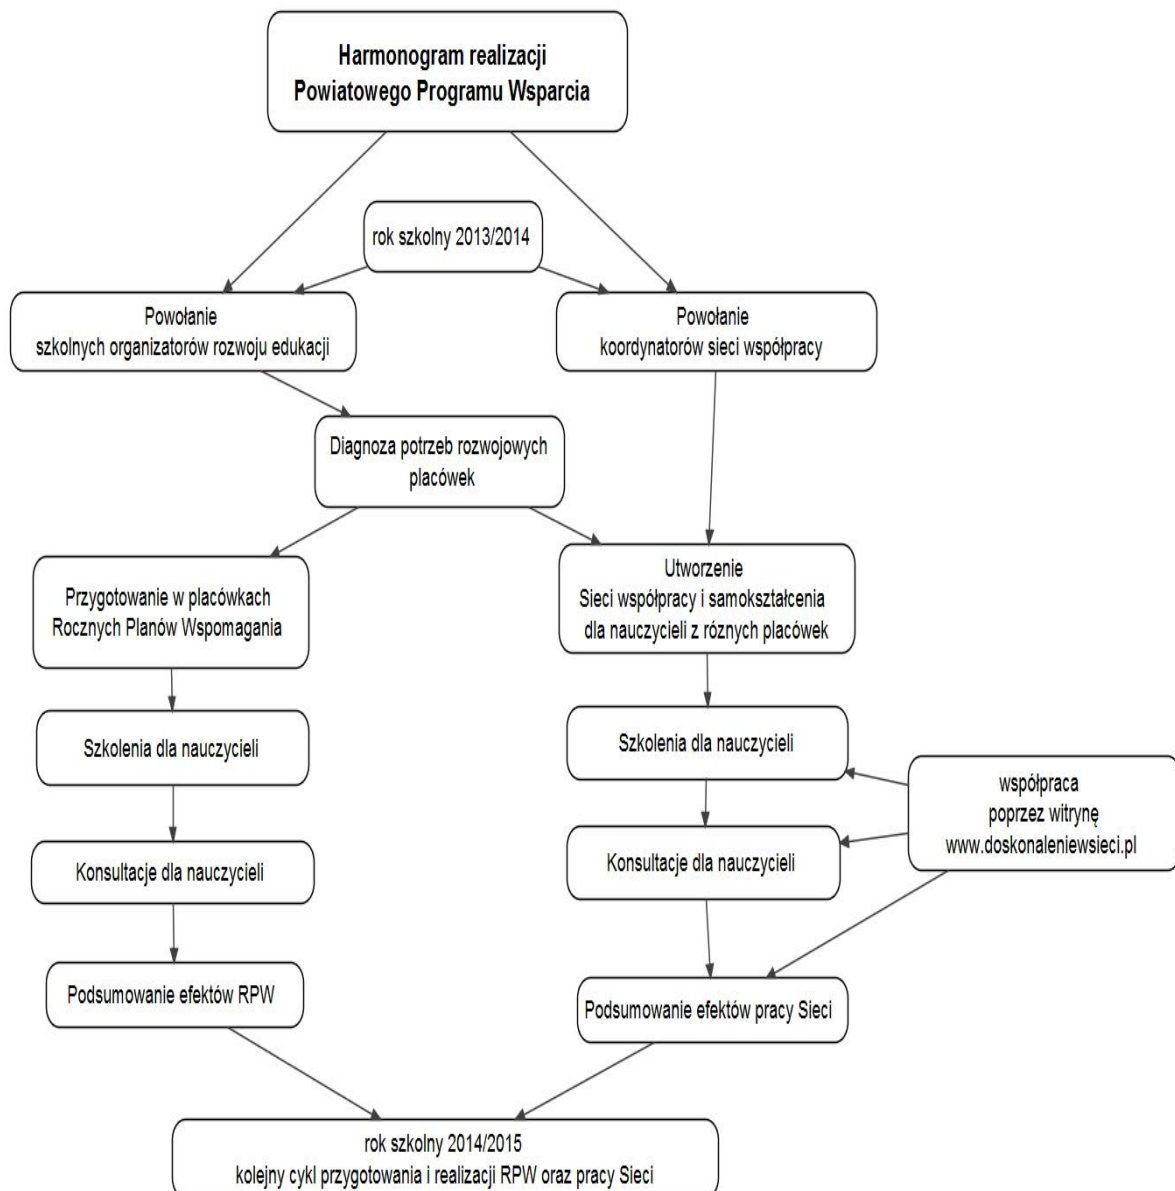 Harmonogram realizacji
Powiatowego Programu Wsparcia
rok szkolny 2013/2014
Powołanie
szkolnych organizatorów rozwoju edukacji
Powołanie
koordynatorów sieci współpracy
Diagnoza potrzeb rozwojowych
placówek
Przygotowanie w placówkach
Rocznych Planów Wspomagania
Utworzenie
Sieci współpracy i samokształcenia
dla nauczycieli z róznych placówek
Szkolenia dla nauczycieli
Szkolenia dla nauczycieli
współpraca
poprzez witrynę
www.doskonaleniewsieci.pl
Konsultacje dla nauczycieli
Konsultacje dla nauczycieli
Podsumowanie efektów RPW
Podsumowanie efektów pracy Sieci
rok szkolny 2014/2015
kolejny cykl przygotowania i realizacji RPW oraz pracy Sieci